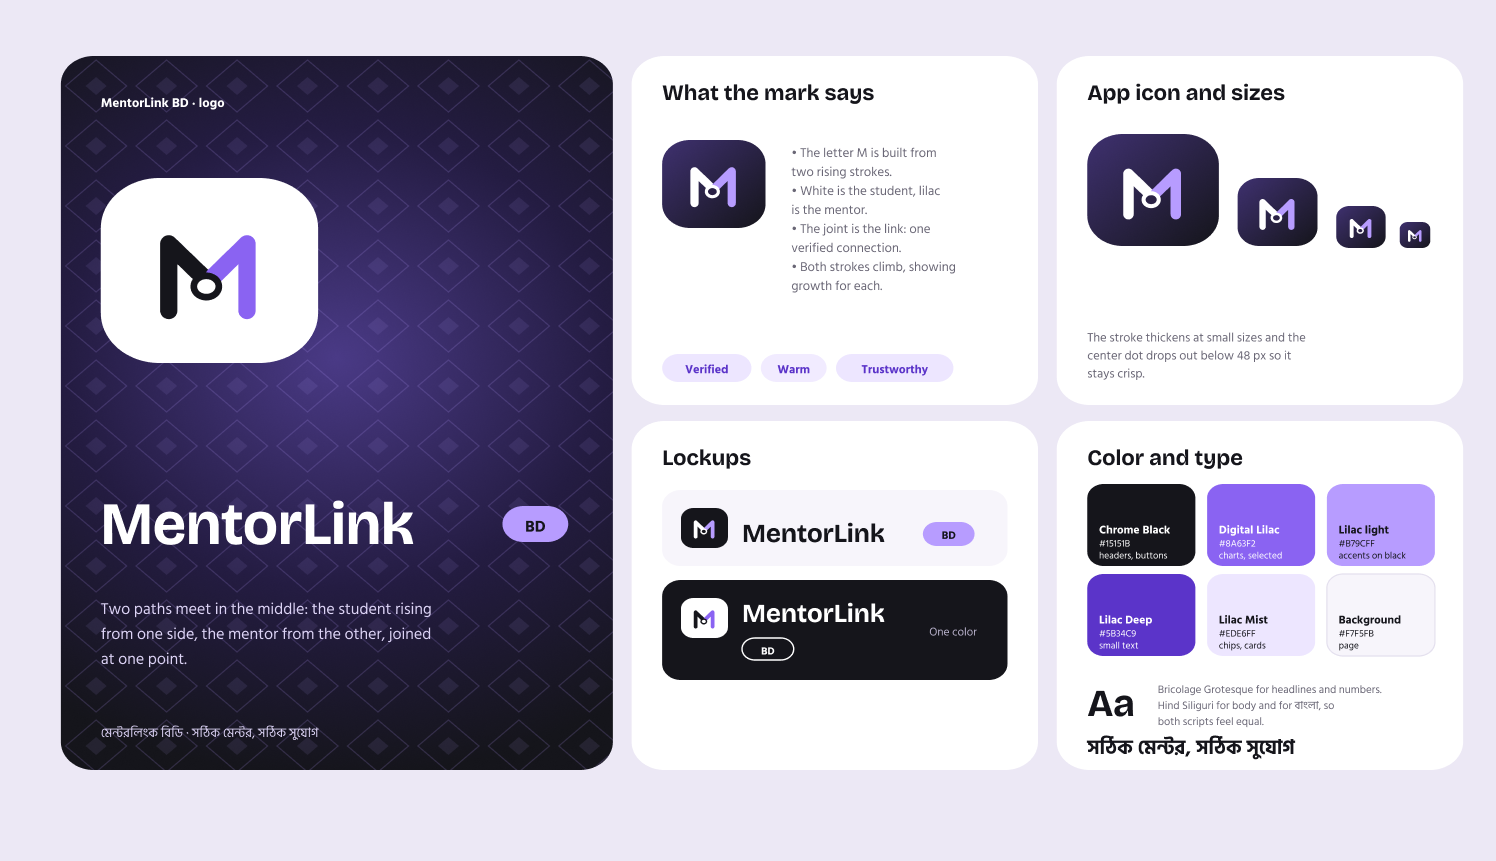 MentorLink BD · logo
MentorLink
BD
Two paths meet in the middle: the student rising
from one side, the mentor from the other, joined
at one point.
মেন্টরলিংক বিডি · সঠিক মেন্টর, সঠিক সুযোগ
What the mark says
• The letter M is built from
two rising strokes.
• White is the student, lilac
is the mentor.
• The joint is the link: one
verified connection.
• Both strokes climb, showing
growth for each.
Verified
Warm
Trustworthy
App icon and sizes
The stroke thickens at small sizes and the
center dot drops out below 48 px so it
stays crisp.
Lockups
MentorLink
BD
MentorLink
BD
One color
Color and type
Chrome Black
#15151B
headers, buttons
Digital Lilac
#8A63F2
charts, selected
Lilac light
#B79CFF
accents on black
Lilac Deep
#5B34C9
small text
Lilac Mist
#EDE6FF
chips, cards
Background
#F7F5FB
page
Aa
Bricolage Grotesque for headlines and numbers.
Hind Siliguri for body and for বাংলা, so
both scripts feel equal.
সঠিক মেন্টর, সঠিক সুযোগ